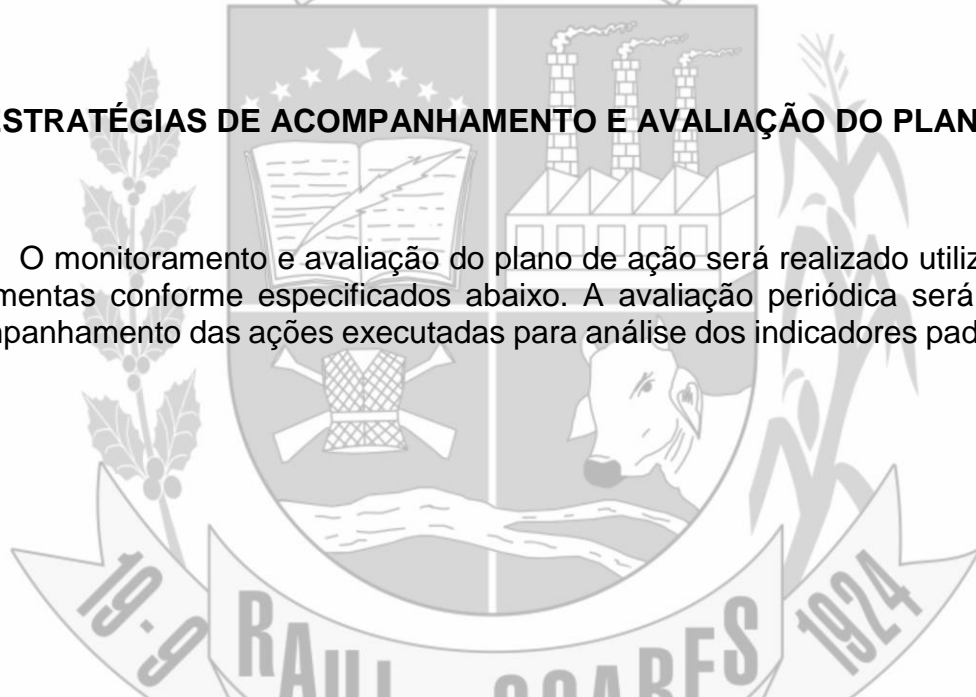 ESTRATÉGIAS DE ACOMPANHAMENTO E AVALIAÇÃO DO PLAN
O monitoramento e avaliação do plano de ação será realizado utiliz
mentas conforme especificados abaixo. A avaliação periódica será
panhamento das ações executadas para análise dos indicadores pad
19-9 RAUL SOARES 1924